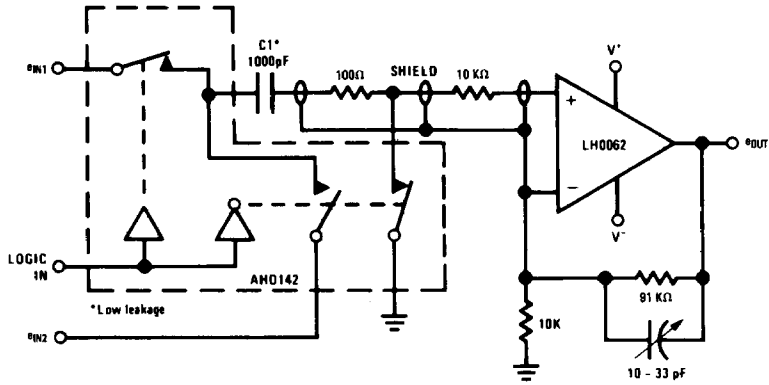 C1*
1000pF
eIN1
100Ω
SHIELD
10 KΩ
V+
+
LH0062
eOUT
−
V−
LOGIC
IN
AH0142
*Low leakage
91 KΩ
10K
eIN2
10 - 33 pF